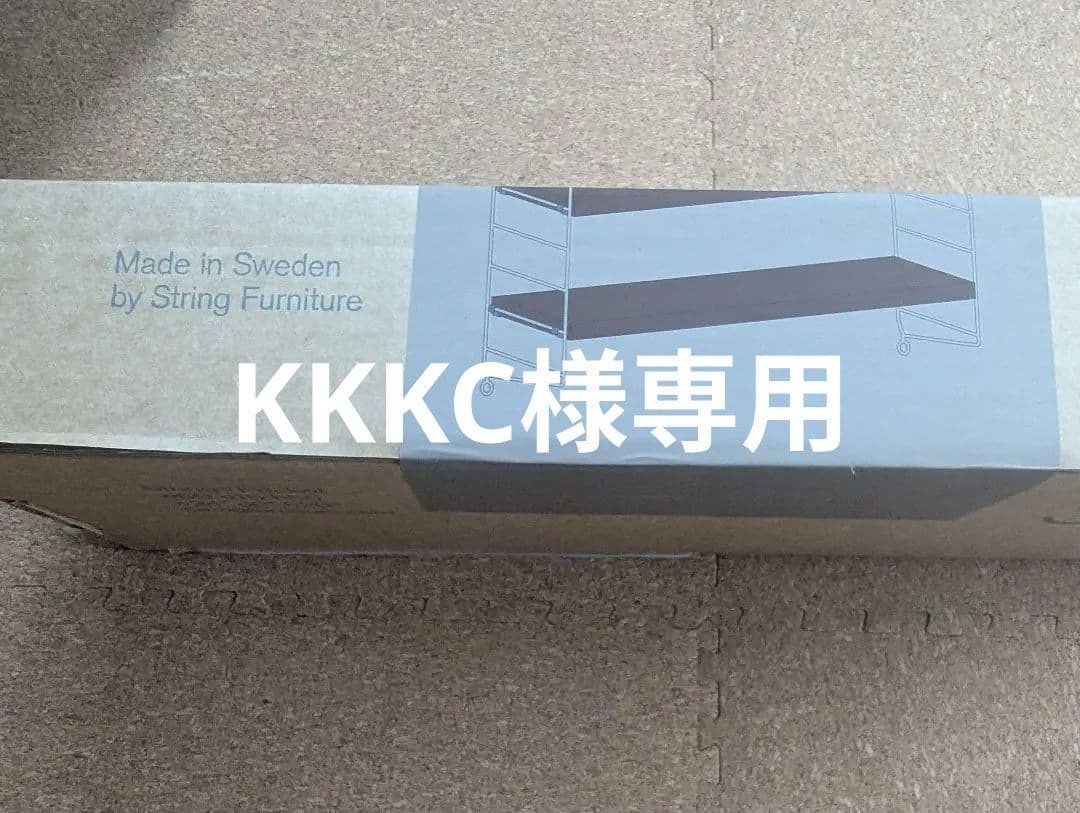 Made in Sweden
by String Furniture
KKKC様専用